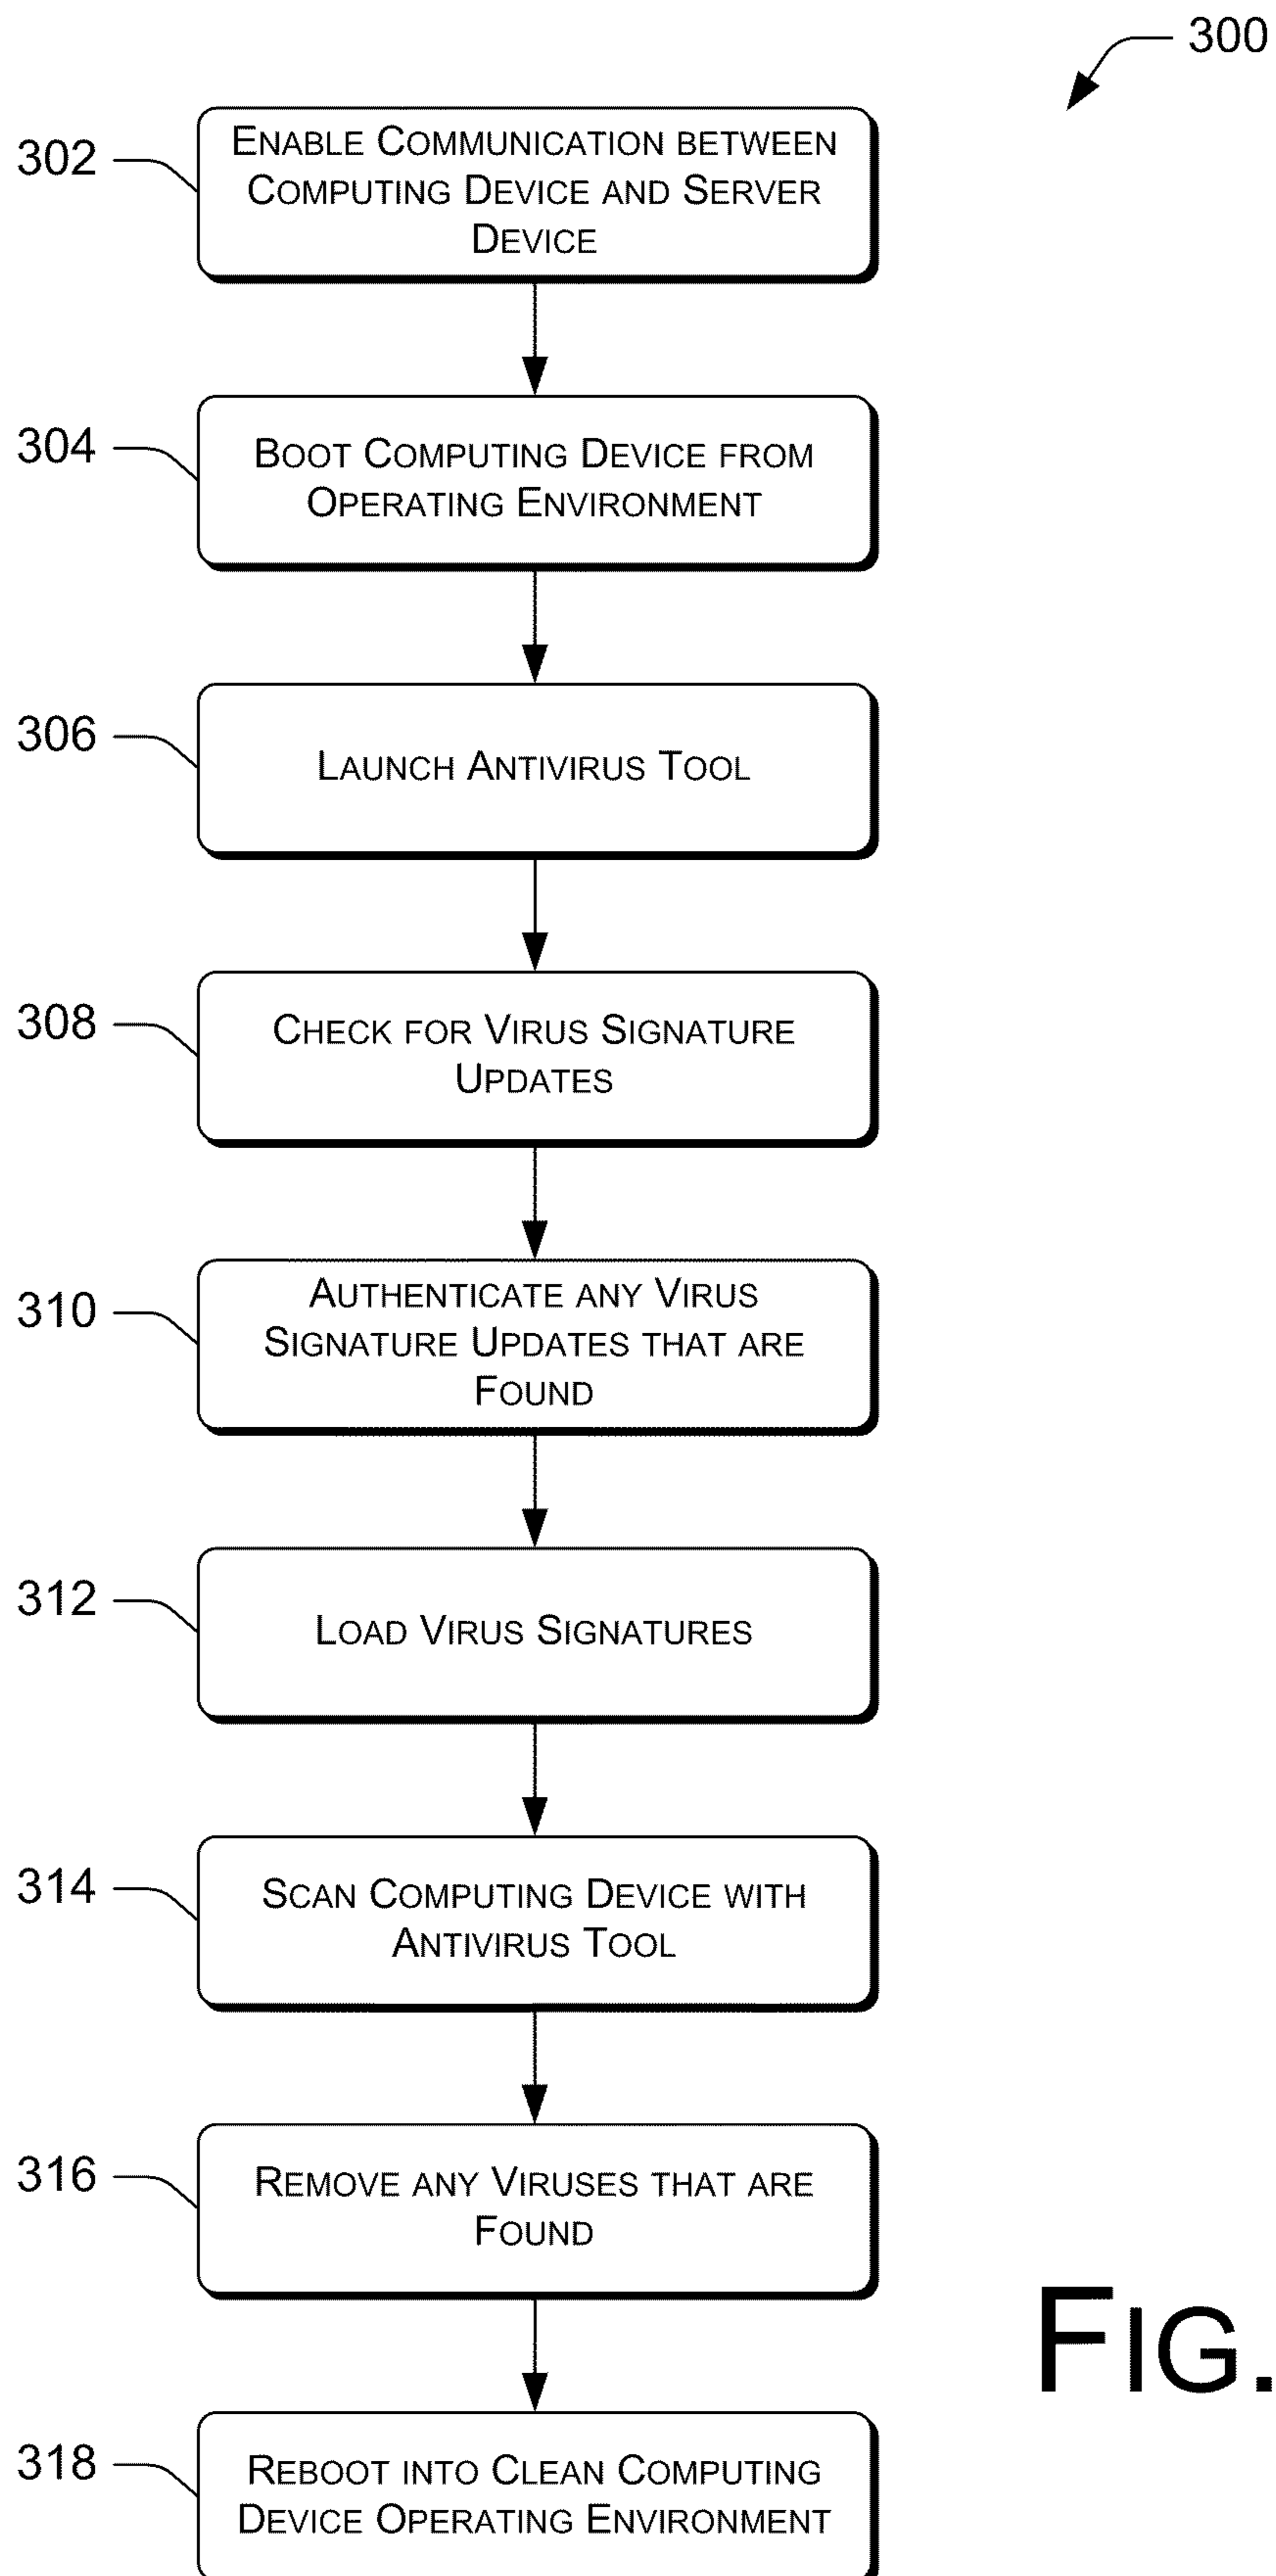 300
302
ENABLE COMMUNICATION BETWEEN
COMPUTING DEVICE AND SERVER
DEVICE
304
BOOT COMPUTING DEVICE FROM
OPERATING ENVIRONMENT
306
LAUNCH ANTIVIRUS TOOL
308
CHECK FOR VIRUS SIGNATURE
UPDATES
310
AUTHENTICATE ANY VIRUS
SIGNATURE UPDATES THAT ARE
FOUND
312
LOAD VIRUS SIGNATURES
314
SCAN COMPUTING DEVICE WITH
ANTIVIRUS TOOL
316
REMOVE ANY VIRUSES THAT ARE
FOUND
318
REBOOT INTO CLEAN COMPUTING
DEVICE OPERATING ENVIRONMENT
FIG.